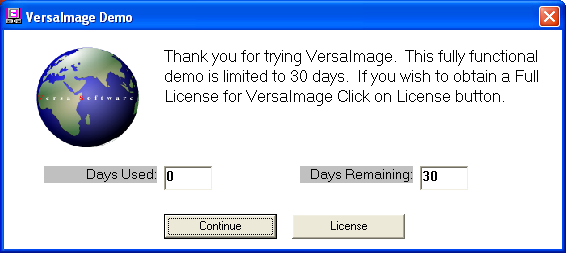 VersaImage Demo
Thank you for trying VersaImage.  This fully functional
demo is limited to 30 days.  If you wish to obtain a Full
License for VersaImage Click on License button.
Software
Days Used: 0 Days Remaining: 30
Continue License